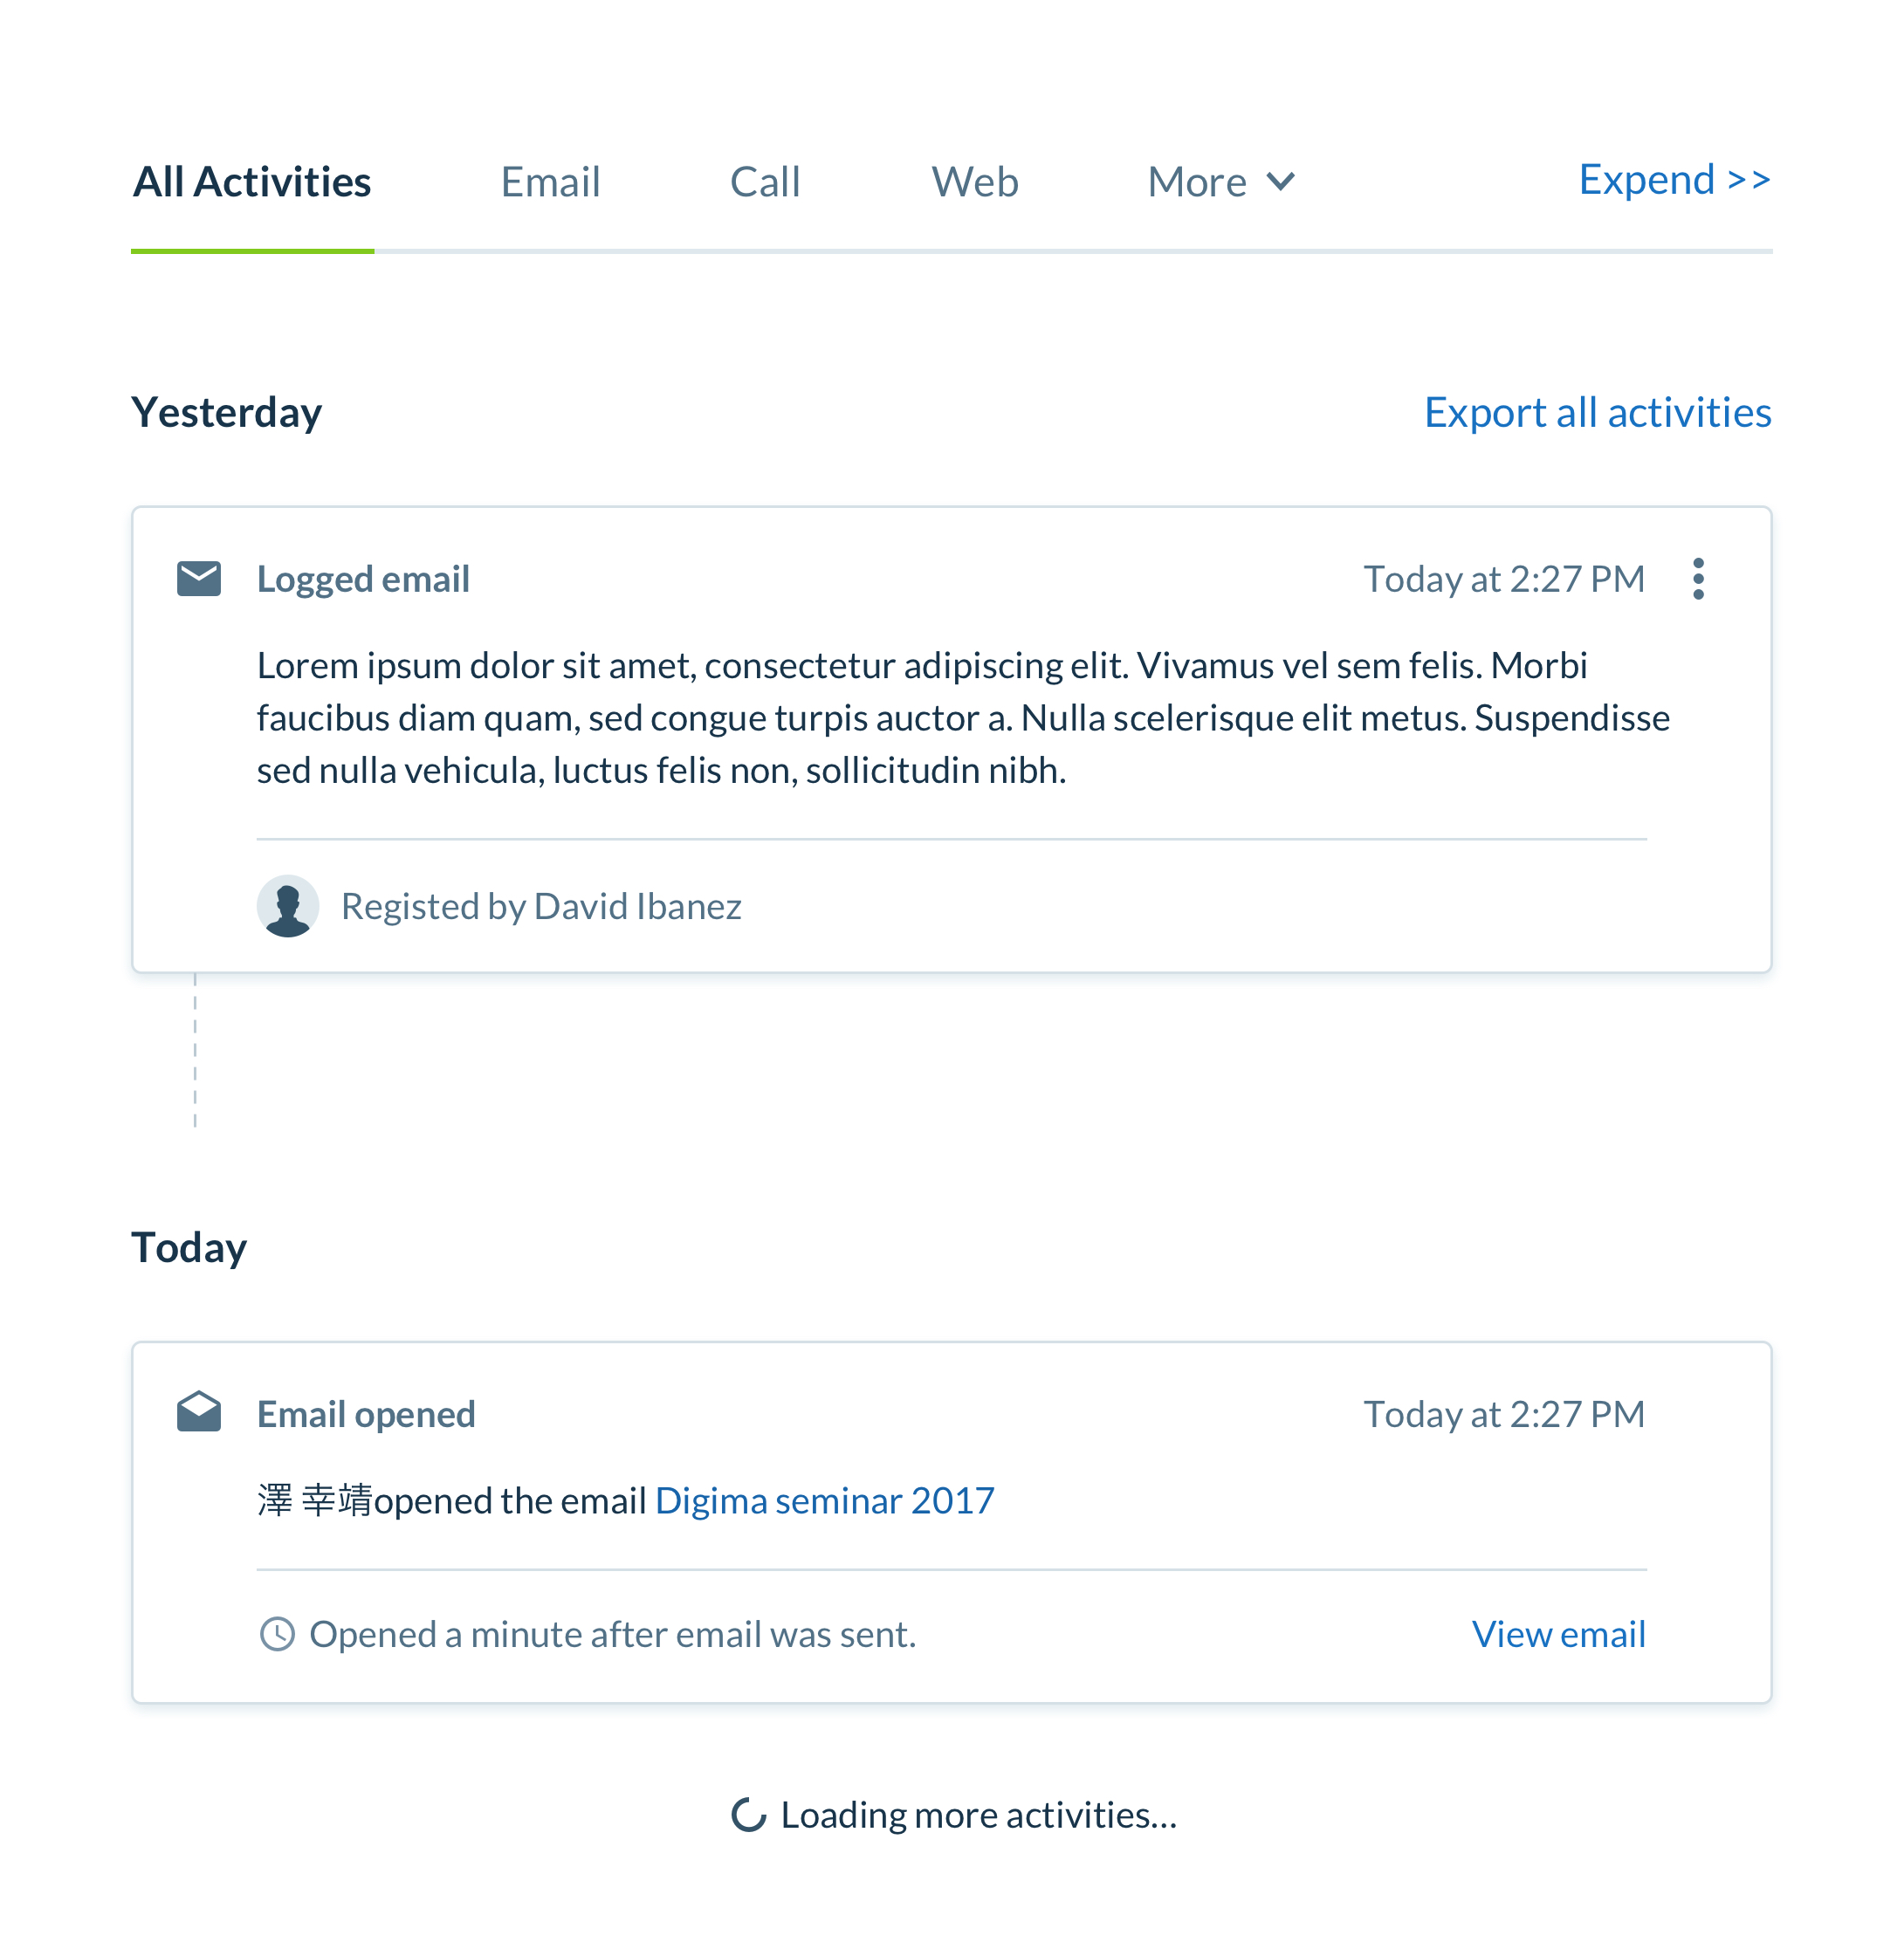 All Activities Email Call Web More Expend >>
Yesterday Export all activities
Logged email Today at 2:27 PM
Lorem ipsum dolor sit amet, consectetur adipiscing elit. Vivamus vel sem felis. Morbi
faucibus diam quam, sed congue turpis auctor a. Nulla scelerisque elit metus. Suspendisse
sed nulla vehicula, luctus felis non, sollicitudin nibh.
Registed by David Ibanez
Today
Email opened Today at 2:27 PM
澤 幸靖opened the email Digima seminar 2017
Opened a minute after email was sent. View email
Loading more activities...